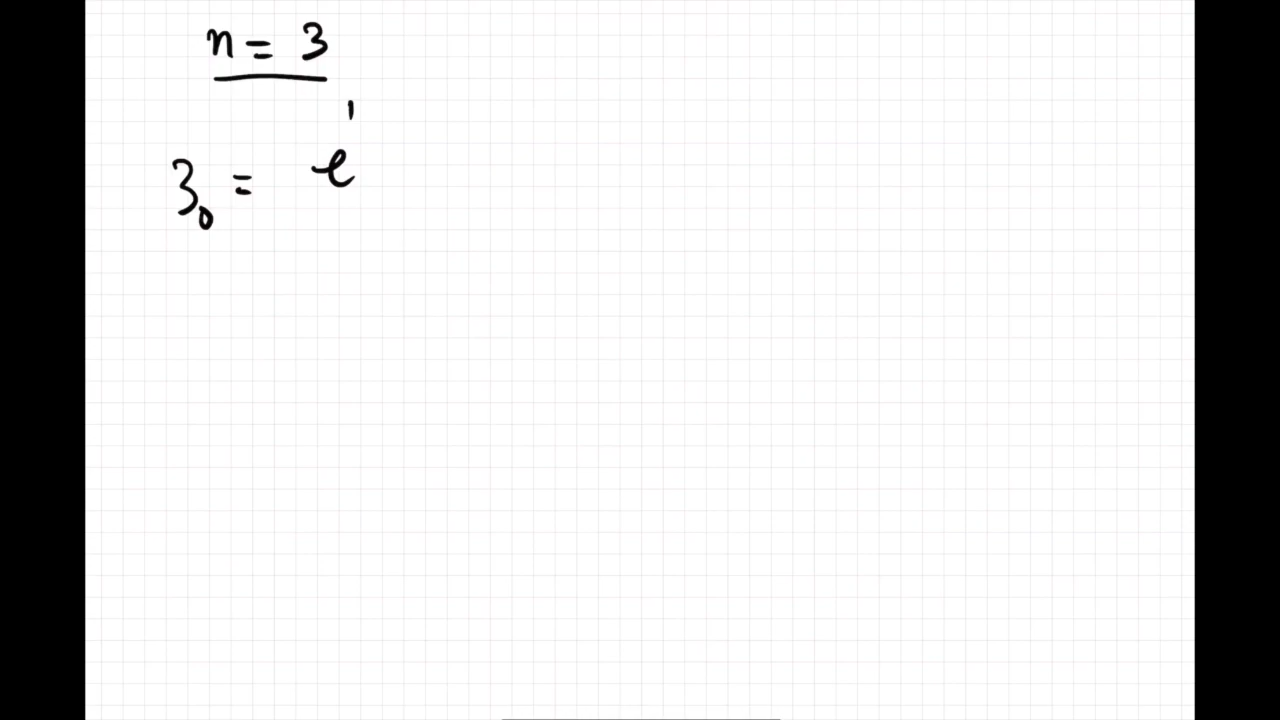 n = 3
z₀ = e^ı